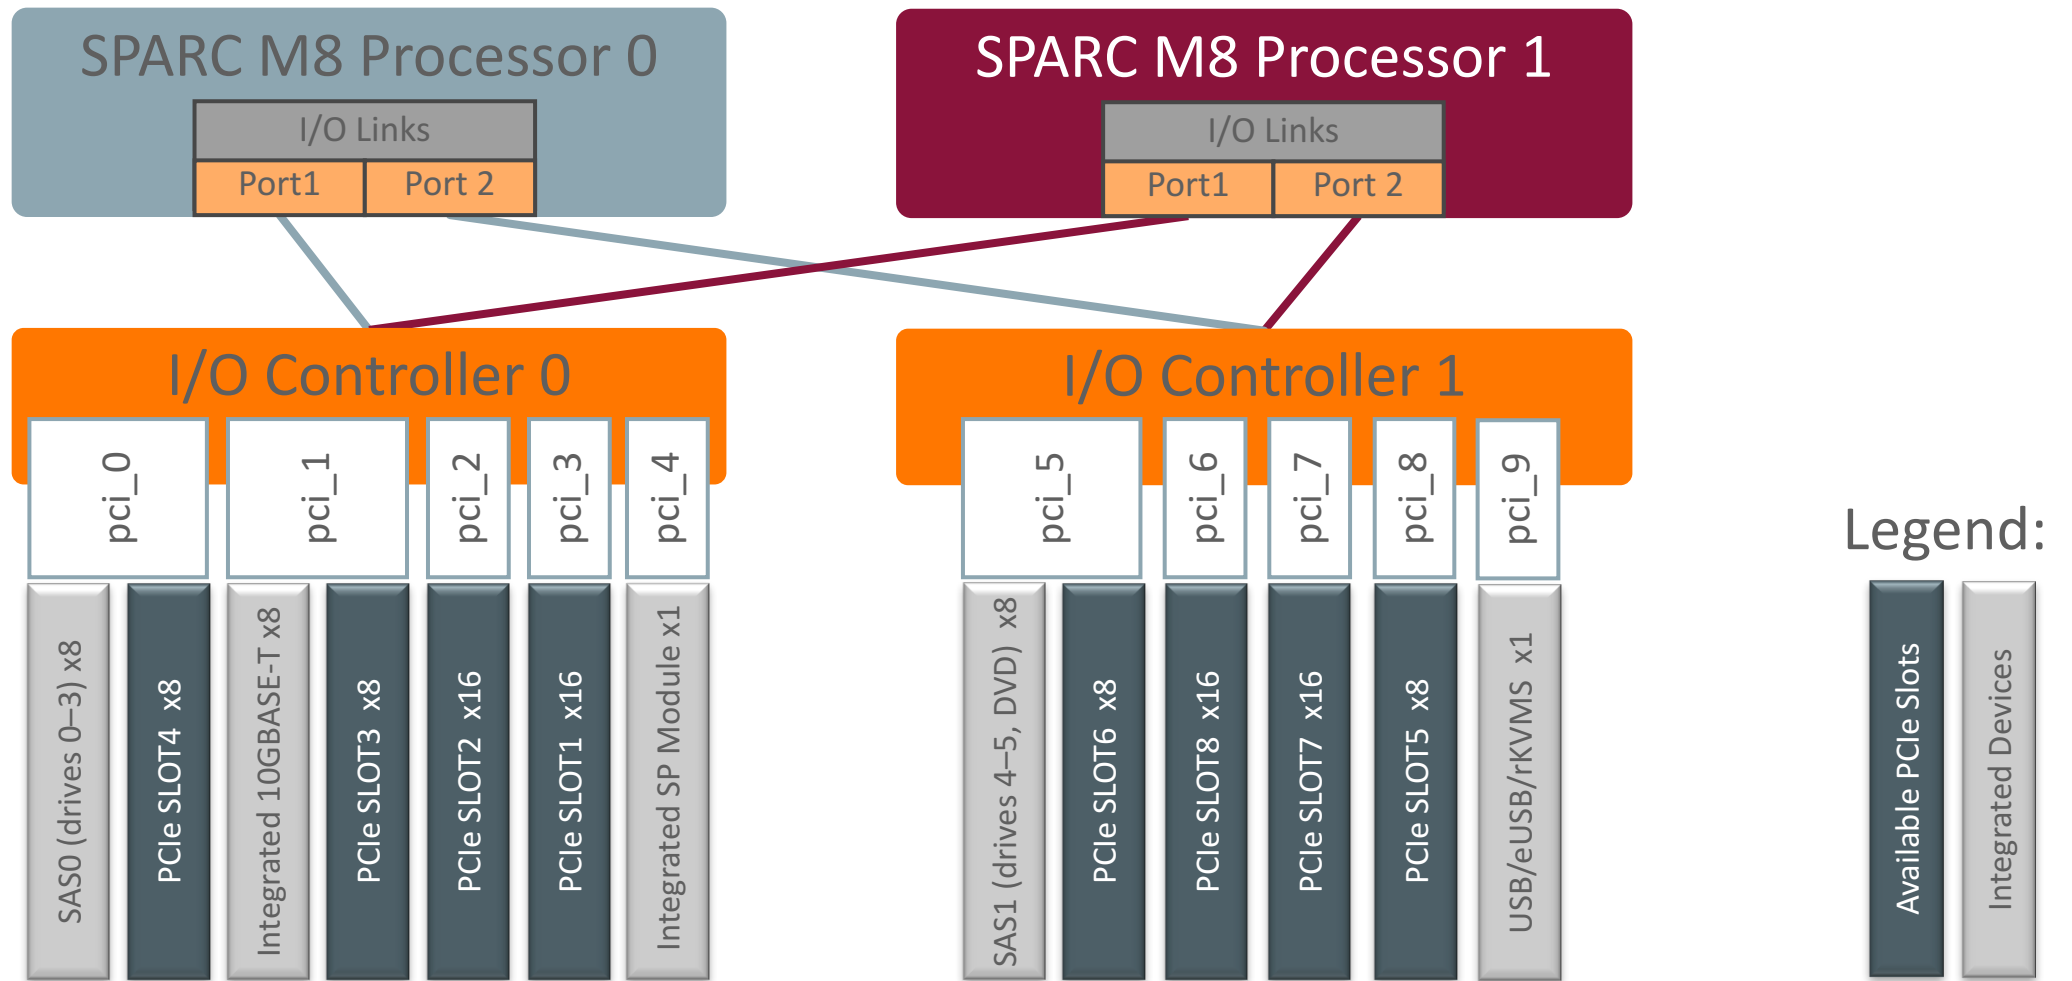 SPARC M8 Processor 0
I/O Links
Port1
Port 2
SPARC M8 Processor 1
I/O Links
Port1
Port 2
I/O Controller 0
pci_0
pci_1
pci_2
pci_3
pci_4
SAS0 (drives 0–3) x8
PCIe SLOT4 x8
Integrated 10GBASE-T x8
PCIe SLOT3 x8
PCIe SLOT2 x16
PCIe SLOT1 x16
Integrated SP Module x1
I/O Controller 1
pci_5
pci_6
pci_7
pci_8
pci_9
SAS1 (drives 4–5, DVD) x8
PCIe SLOT6 x8
PCIe SLOT8 x16
PCIe SLOT7 x16
PCIe SLOT5 x8
USB/eUSB/rKVMS x1
Legend:
Available PCIe Slots
Integrated Devices